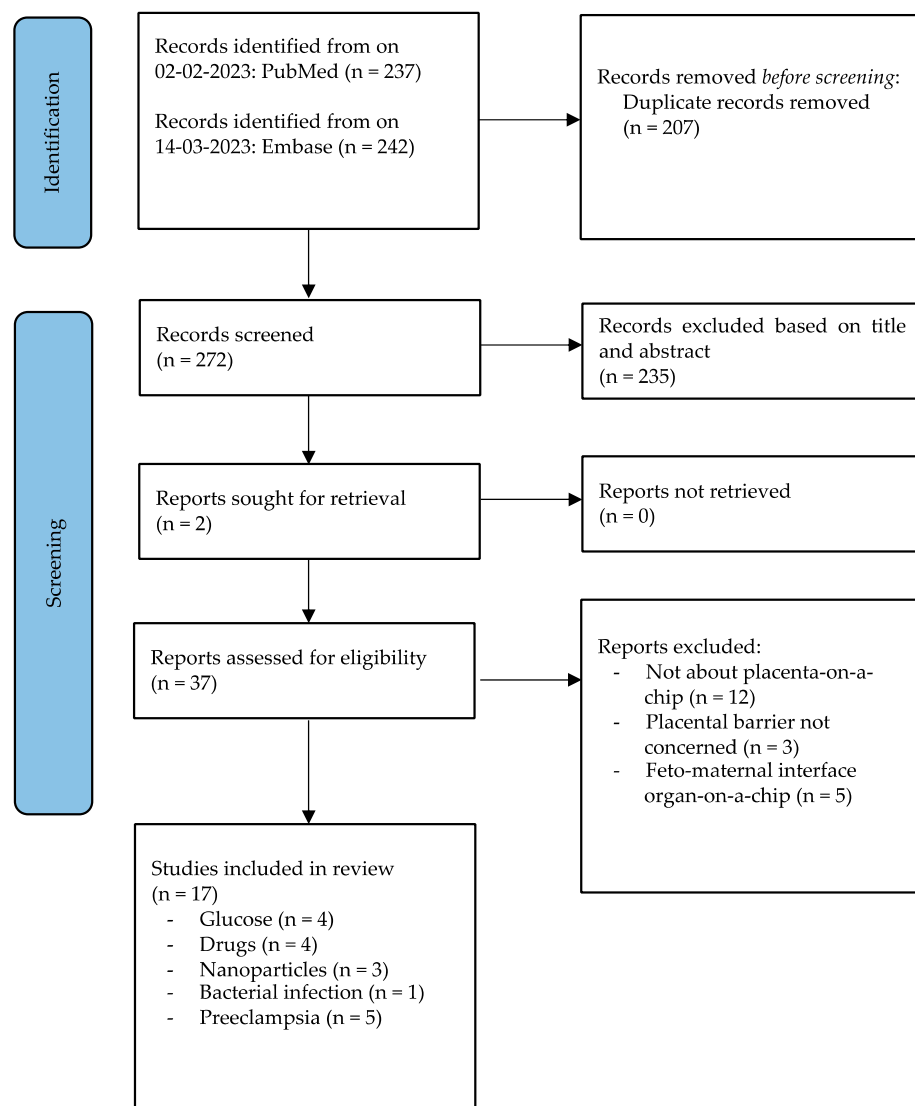 Identification
Records identified from on
02-02-2023: PubMed (n = 237)
Records identified from on
14-03-2023: Embase (n = 242)
Records removed before screening:
Duplicate records removed
(n = 207)
Screening
Records screened
(n = 272)
Records excluded based on title
and abstract
(n = 235)
Reports sought for retrieval
(n = 2)
Reports not retrieved
(n = 0)
Reports assessed for eligibility
(n = 37)
Reports excluded:
- Not about placenta-on-a-
chip (n = 12)
- Placental barrier not
concerned (n = 3)
- Feto-maternal interface
organ-on-a-chip (n = 5)
Studies included in review
(n = 17)
- Glucose (n = 4)
- Drugs (n = 4)
- Nanoparticles (n = 3)
- Bacterial infection (n = 1)
- Preeclampsia (n = 5)